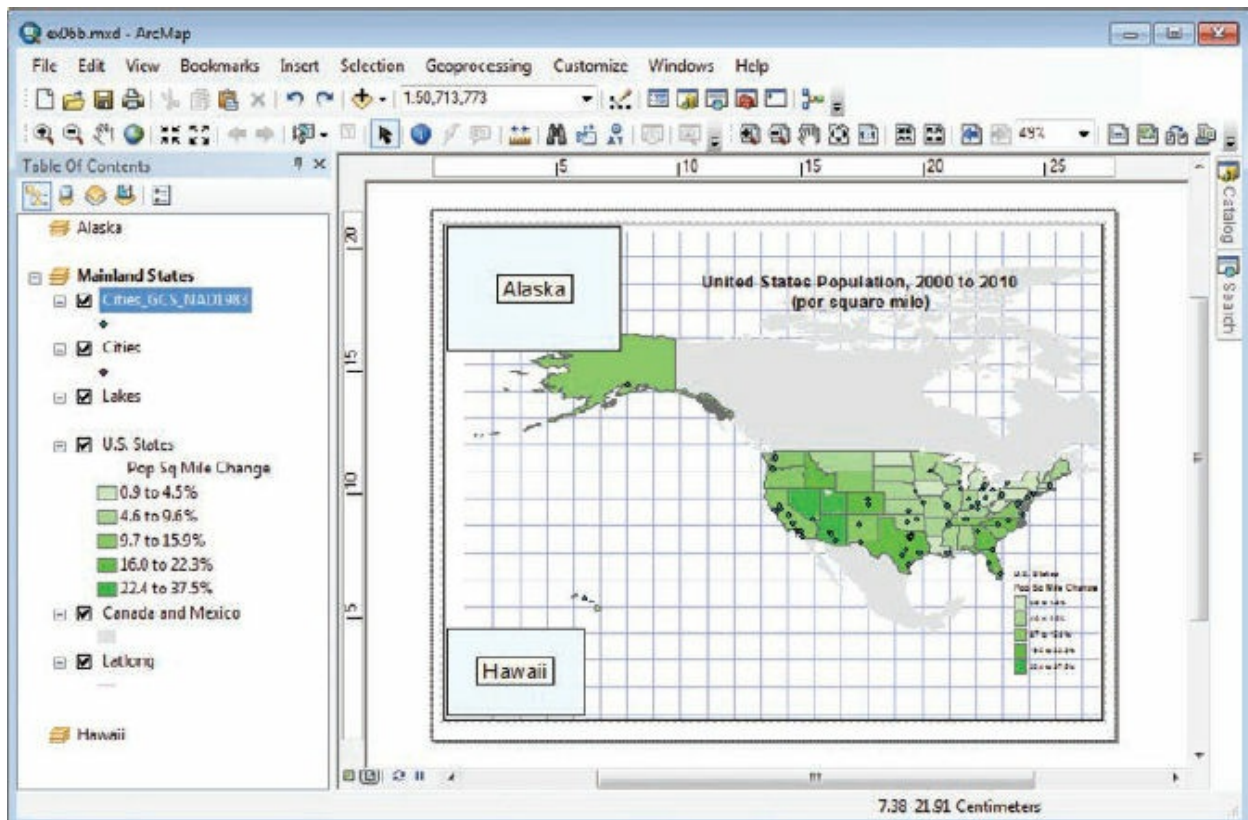 ex06b.mxd - ArcMap
File Edit View Bookmarks Insert Selection Geoprocessing Customize Windows Help
1:50,713,773
49%
Table Of Contents
Alaska
Mainland States
Cities_GCS_NAD1983
Cities
Lakes
U.S. States
Pop Sq Mile Change
0.9 to 4.5%
4.6 to 9.6%
9.7 to 15.9%
16.0 to 22.3%
22.4 to 37.5%
Canada and Mexico
Latlong
Hawaii
5 10 15 20 25
20
15
10
5
Alaska
United States Population, 2000 to 2010
(per square mile)
Hawaii
U.S. States
Pop Sq Mile Change
Catalog
Search
7.38 21.91 Centimeters